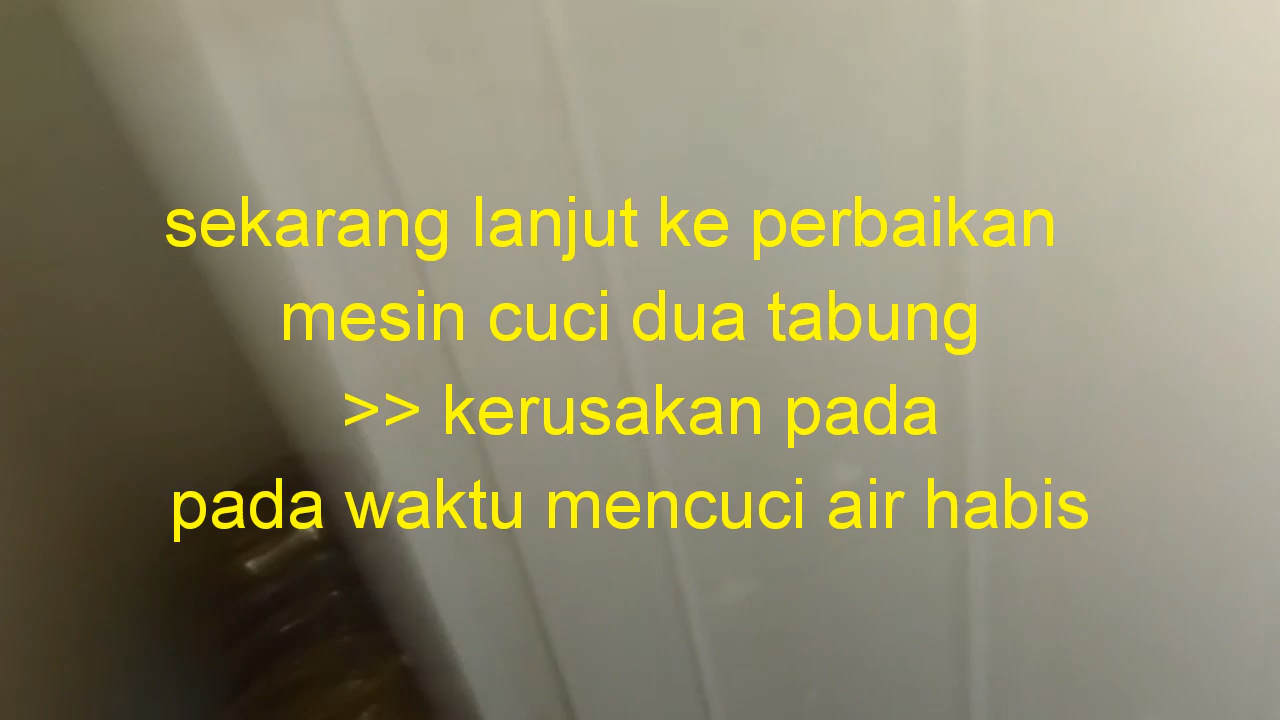 sekarang lanjut ke perbaikan
mesin cuci dua tabung
>> kerusakan pada
pada waktu mencuci air habis